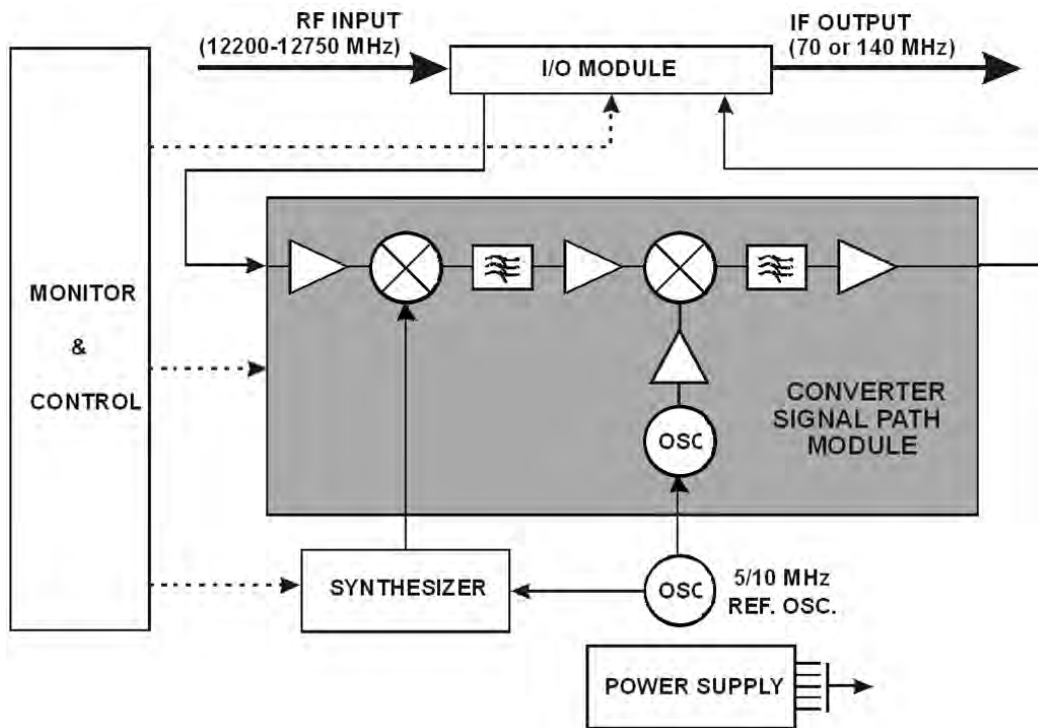 RF INPUT
(12200-12750 MHz)
IF OUTPUT
(70 or 140 MHz)
I/O MODULE
MONITOR
&
CONTROL
CONVERTER
SIGNAL PATH
MODULE
OSC
SYNTHESIZER
OSC
5/10 MHz
REF. OSC.
POWER SUPPLY